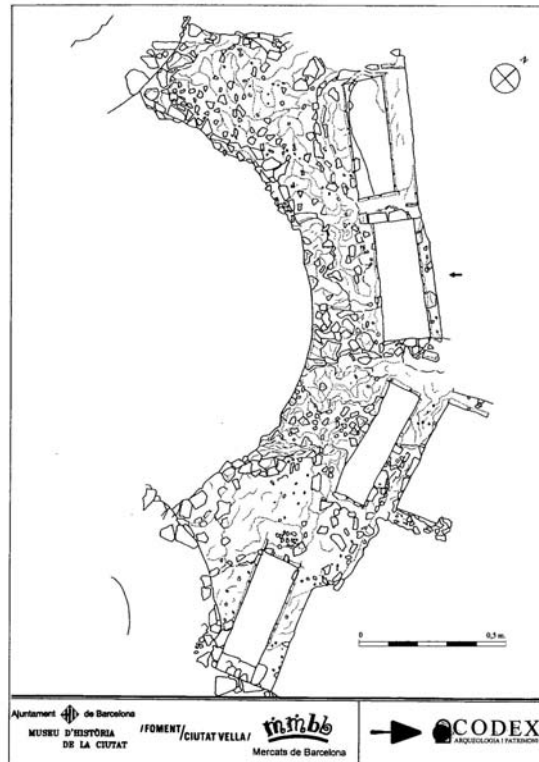 N
0
0,5 m.
Ajuntament de Barcelona
MUSEU D'HISTÒRIA
DE LA CIUTAT
/FOMENT/CIUTAT VELLA/
mmbb
Mercats de Barcelona
CODEX
ARQUEOLOGIA I PATRIMONI